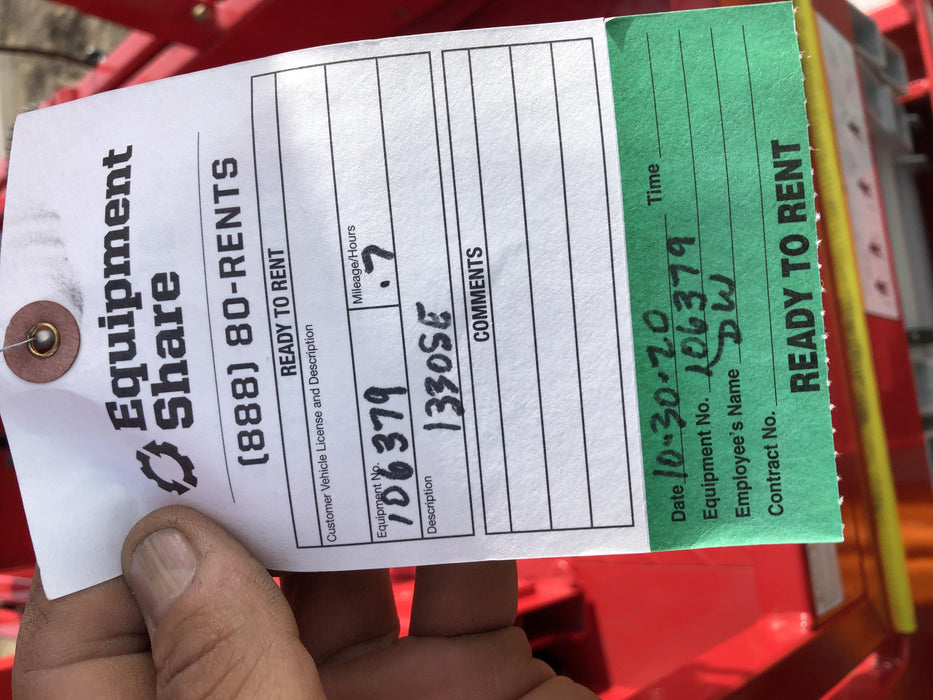 Equipment
Share
(888) 80-RENTS
READY TO RENT
Customer Vehicle License and Description
Equipment No. Mileage/Hours
106379 .7
Description
1330SE
COMMENTS
Date 10.30.20 Time
Equipment No. 106379
Employee's Name DW
Contract No.
READY TO RENT